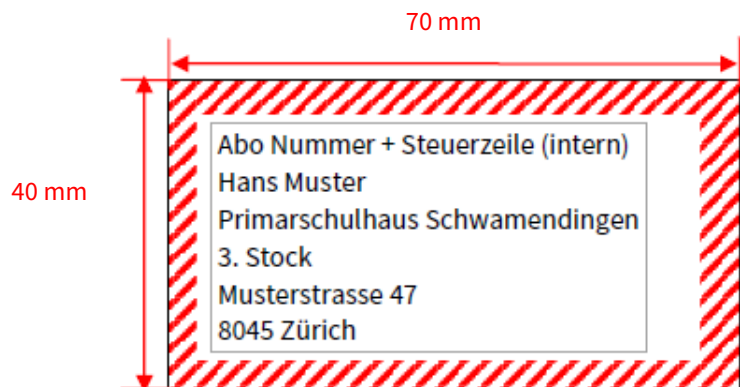 70 mm
40 mm
Abo Nummer + Steuerzeile (intern)
Hans Muster
Primarschulhaus Schwamendingen
3. Stock
Musterstrasse 47
8045 Zürich